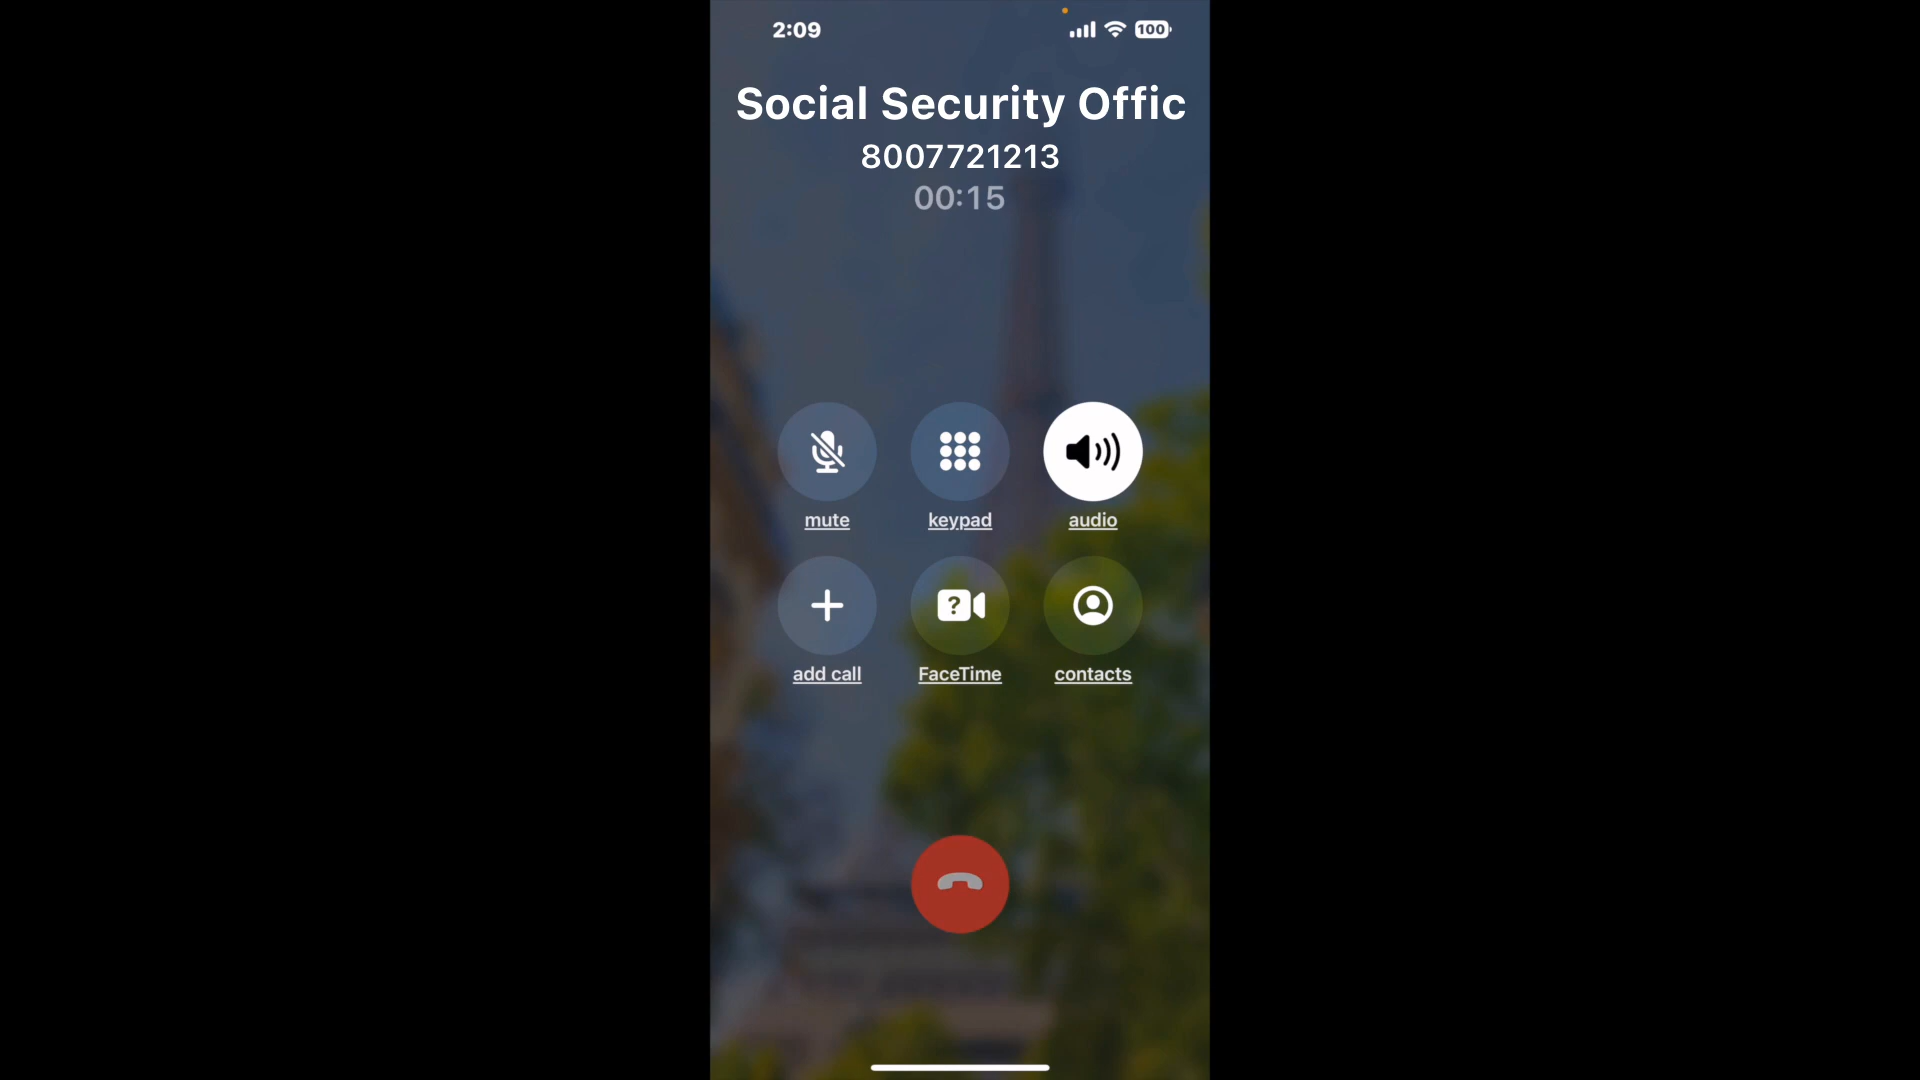 2:09
100
Social Security Offic
8007721213
00:15
mute
keypad
audio
?
add call
FaceTime
contacts